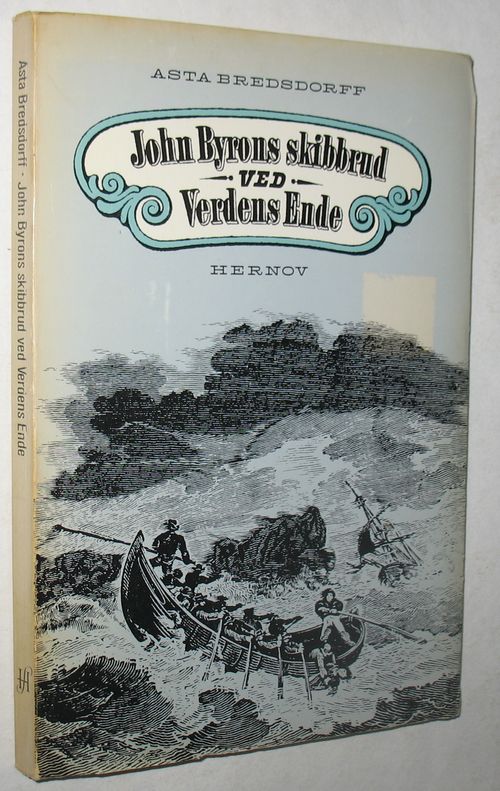 ASTA BREDSDORFF
John Byrons skibbrud
VED
Verdens Ende
HERNOV
Asta Bredsdorff · John Byrons skibbrud ved Verdens Ende